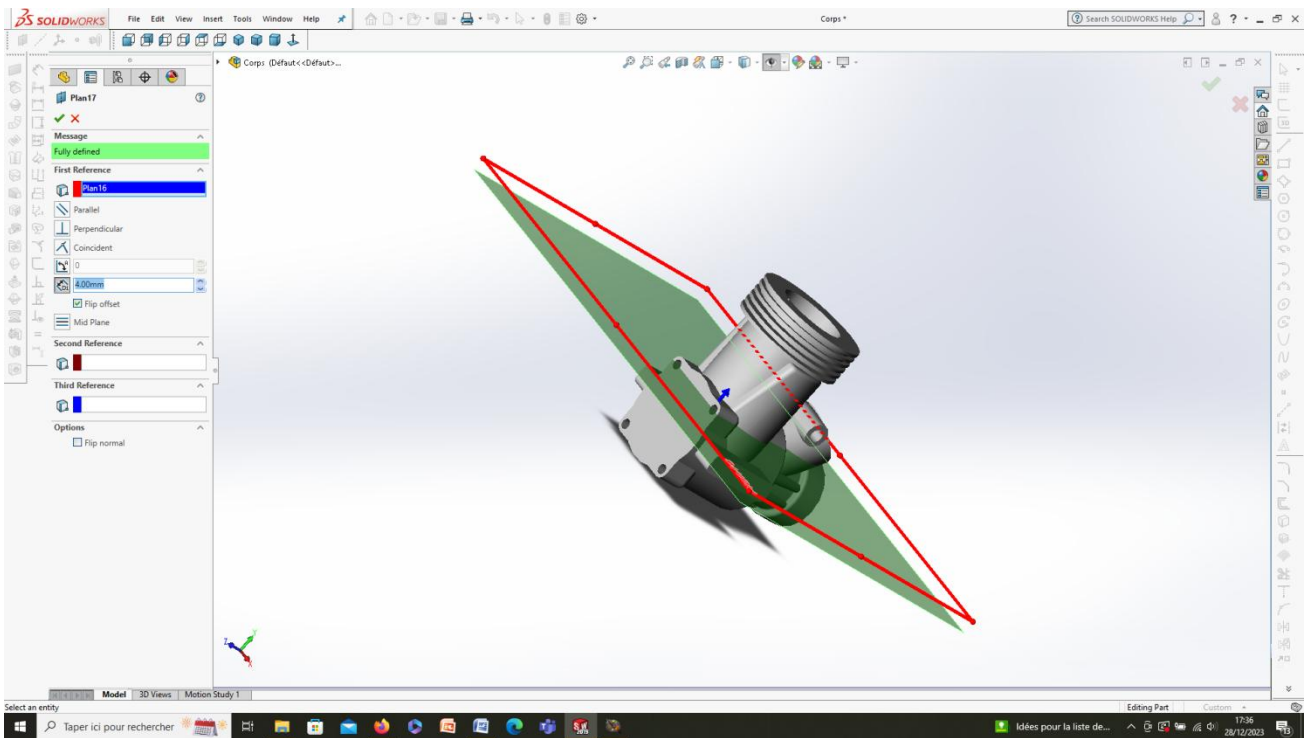 SOLIDWORKS File Edit View Insert Tools Window Help Corps * Search SOLIDWORKS Help
Corps (Défaut<<Défaut>...
Plan17
Message
Fully defined
First Reference
Plan16
Parallel
Perpendicular
Coincident
0
4.00mm
Flip offset
Mid Plane
Second Reference
Third Reference
Options
Flip normal
Z Y X
Model 3D Views Motion Study 1
Select an entity Editing Part Custom
Taper ici pour rechercher Idées pour la liste de... 17:36
28/12/2023